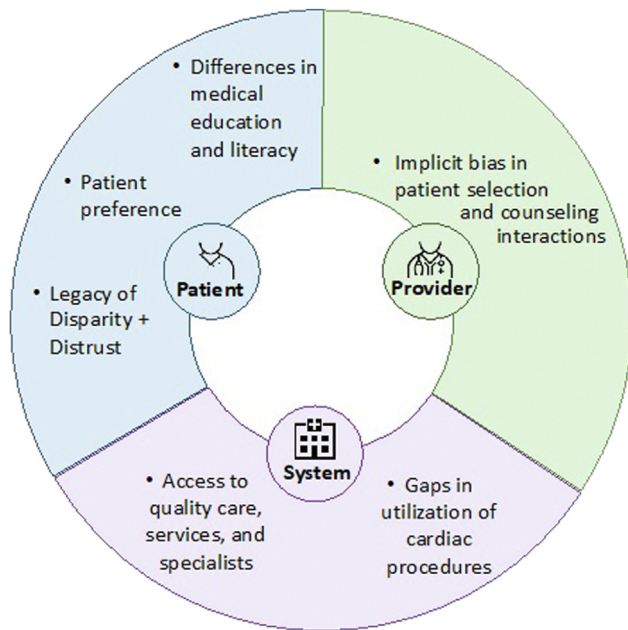 • Differences in
medical
education
and literacy
• Patient
preference
• Legacy of
Disparity +
Distrust
Patient
• Implicit bias in
patient selection
and counseling
interactions
Provider
System
• Access to
quality care,
services, and
specialists
• Gaps in
utilization of
cardiac
procedures